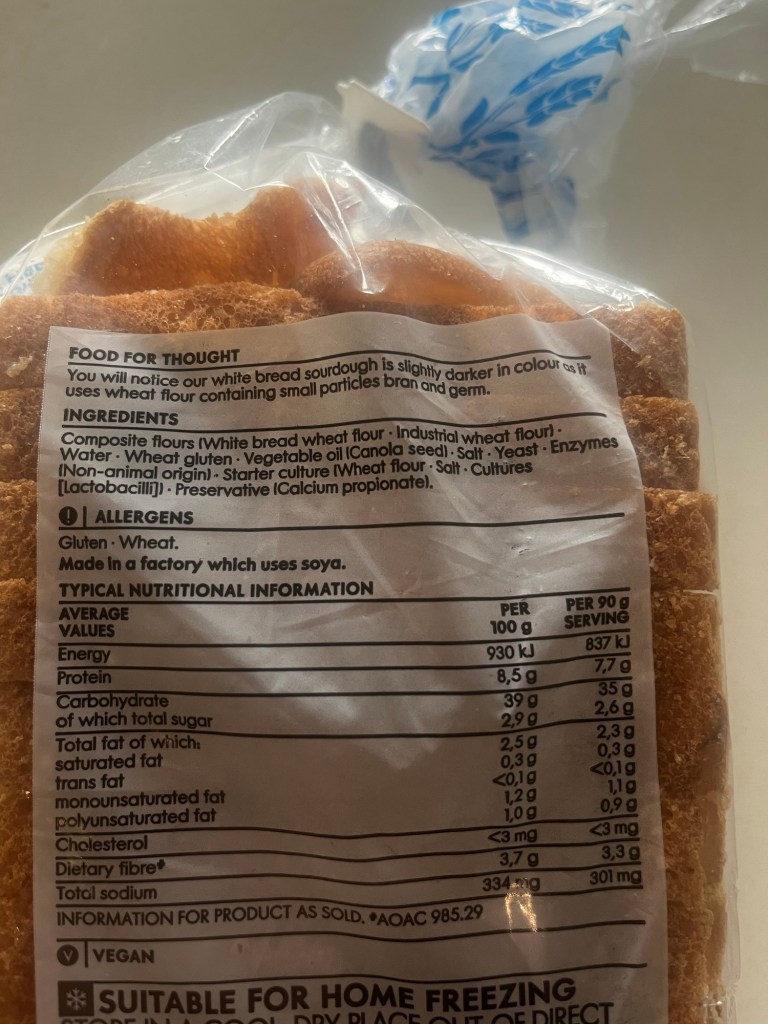 FOOD FOR THOUGHT
You will notice our white bread sourdough is slightly darker in colour as it
uses wheat flour containing small particles bran and germ.
INGREDIENTS
Composite flours (White bread wheat flour · Industrial wheat flour) ·
Water · Wheat gluten · Vegetable oil (Canola seed) · Salt · Yeast · Enzymes
(Non-animal origin) · Starter culture (Wheat flour · Salt · Cultures
[Lactobacilli]) · Preservative (Calcium propionate).
ALLERGENS
Gluten · Wheat.
Made in a factory which uses soya.
TYPICAL NUTRITIONAL INFORMATION
AVERAGE VALUES PER 100 g PER 90 g SERVING
Energy 930 kJ 837 kJ
Protein 8,5 g 7,7 g
Carbohydrate 39 g 35 g
of which total sugar 2,9 g 2,6 g
Total fat of which: 2,5 g 2,3 g
saturated fat 0,3 g 0,3 g
trans fat <0,1 g <0,1 g
monounsaturated fat 1,2 g 1,1 g
polyunsaturated fat 1,0 g 0,9 g
Cholesterol <3 mg <3 mg
Dietary fibre♦ 3,7 g 3,3 g
Total sodium 334 mg 301 mg
INFORMATION FOR PRODUCT AS SOLD. ♦AOAC 985.29
V VEGAN
SUITABLE FOR HOME FREEZING
STORE IN A COOL DRY PLACE OUT OF DIRECT